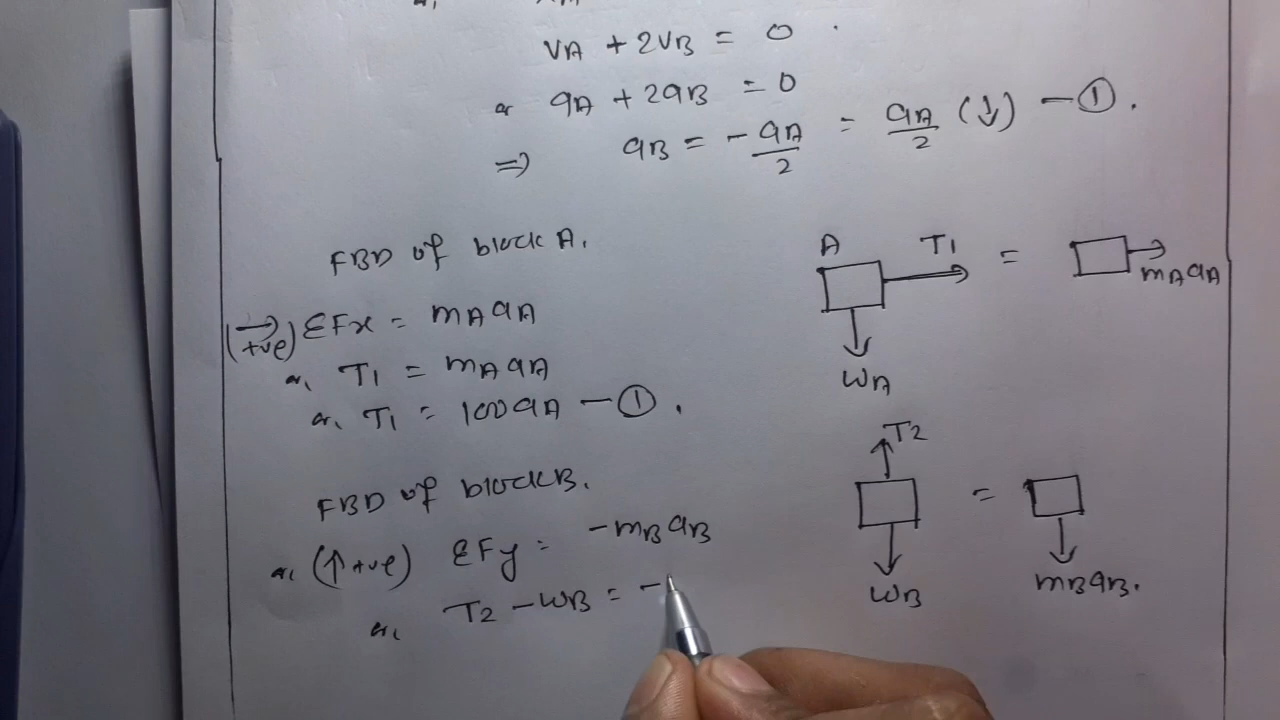 VA + 2VB = 0
or aA + 2aB = 0
=> aB = -aA/2 = aA/2 (↓) — ①.
FBD of block A.
(→ +ve) ΣFx = mAaA
or, T1 = mAaA
or, T1 = 100aA — ①.
A T1 = mAaA
WA
FBD of block B.
or, (↑ +ve) ΣFy = -mBaB
or, T2 - WB = -
T2
=
WB mBaB.